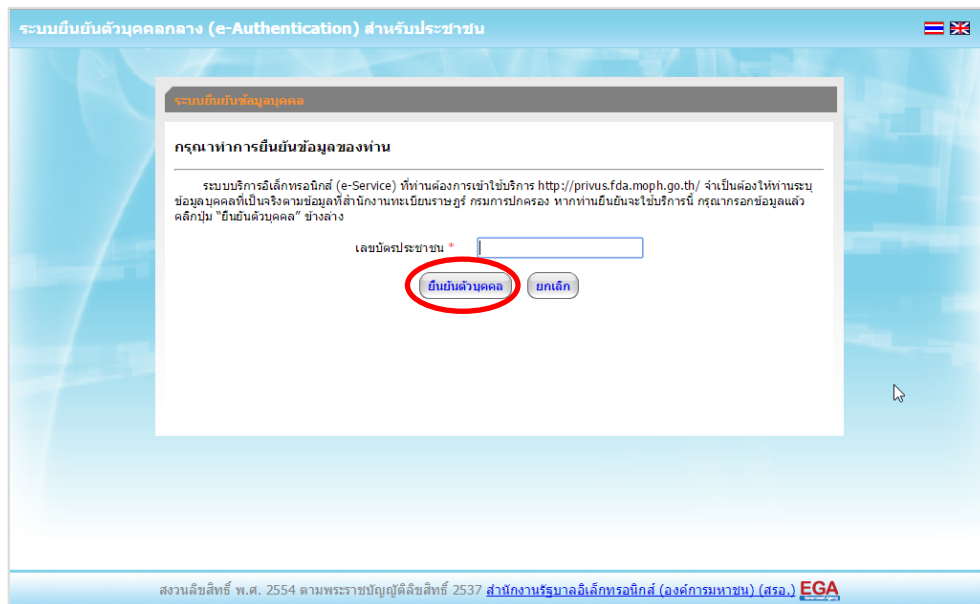 ระบบยืนยันตัวบุคคลกลาง (e-Authentication) สำหรับประชาชน
ระบบยืนยันข้อมูลบุคคล
กรุณาทำการยืนยันข้อมูลของท่าน
ระบบบริการอิเล็กทรอนิกส์ (e-Service) ที่ท่านต้องการเข้าใช้บริการ http://privus.fda.moph.go.th/ จำเป็นต้องให้ท่านระบุ
ข้อมูลบุคคลที่เป็นจริงตามข้อมูลที่สำนักงานทะเบียนราษฎร์ กรมการปกครอง หากท่านยืนยันจะใช้บริการนี้ กรุณากรอกข้อมูลแล้ว
คลิกปุ่ม "ยืนยันตัวบุคคล" ข้างล่าง
เลขบัตรประชาชน *
ยืนยันตัวบุคคล ยกเลิก
สงวนลิขสิทธิ์ พ.ศ. 2554 ตามพระราชบัญญัติลิขสิทธิ์ 2537 สำนักงานรัฐบาลอิเล็กทรอนิกส์ (องค์การมหาชน) (สรอ.) EGA